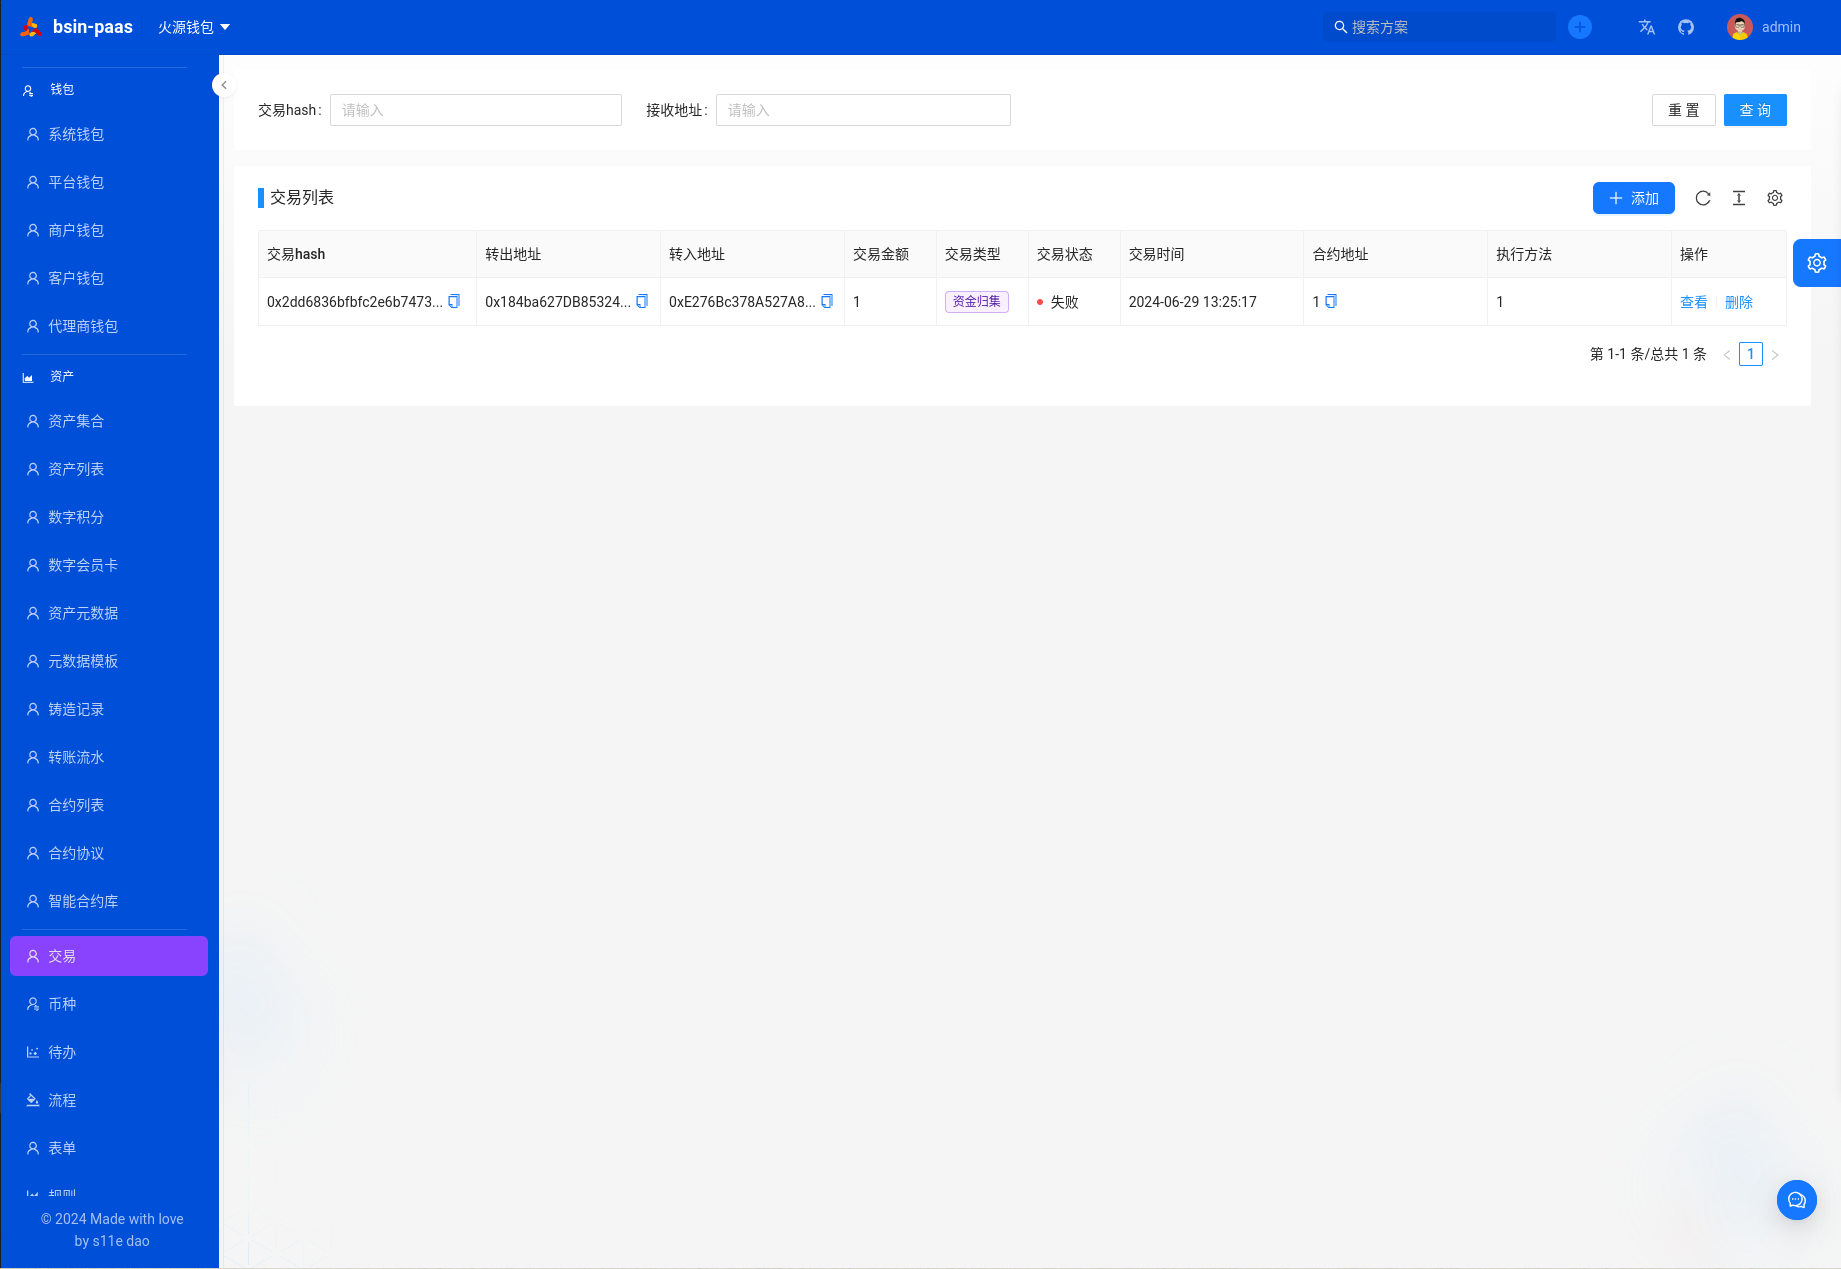 bsin-paas
火源钱包
搜索方案
admin
钱包
系统钱包
平台钱包
商户钱包
客户钱包
代理商钱包
资产
资产集合
资产列表
数字积分
数字会员卡
资产元数据
元数据模板
铸造记录
转账流水
合约列表
合约协议
智能合约库
交易
币种
待办
流程
表单
规则
© 2024 Made with love
by s11e dao
交易hash: 请输入 接收地址: 请输入 重 置 查 询
交易列表 添加
交易hash 转出地址 转入地址 交易金额 交易类型 交易状态 交易时间 合约地址 执行方法 操作
0x2dd6836bfbfc2e6b7473... 0x184ba627DB85324... 0xE276Bc378A527A8... 1 资金归集 失败 2024-06-29 13:25:17 1 1 查看 删除
第 1-1 条/总共 1 条 1